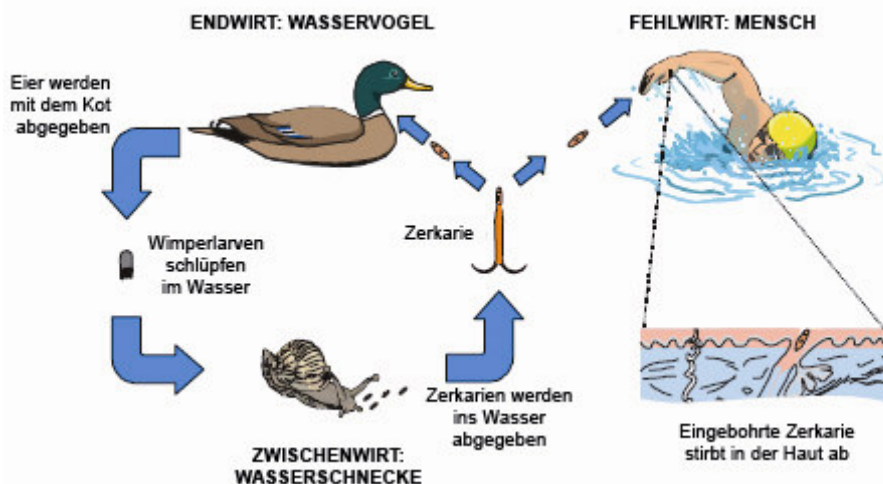 ENDWIRT: WASSERVOGEL
FEHLWIRT: MENSCH
Eier werden
mit dem Kot
abgegeben
Wimperlarven
schlüpfen
im Wasser
Zerkarie
Zerkarien werden
ins Wasser
abgegeben
ZWISCHENWIRT:
WASSERSCHNECKE
Eingebohrte Zerkarie
stirbt in der Haut ab